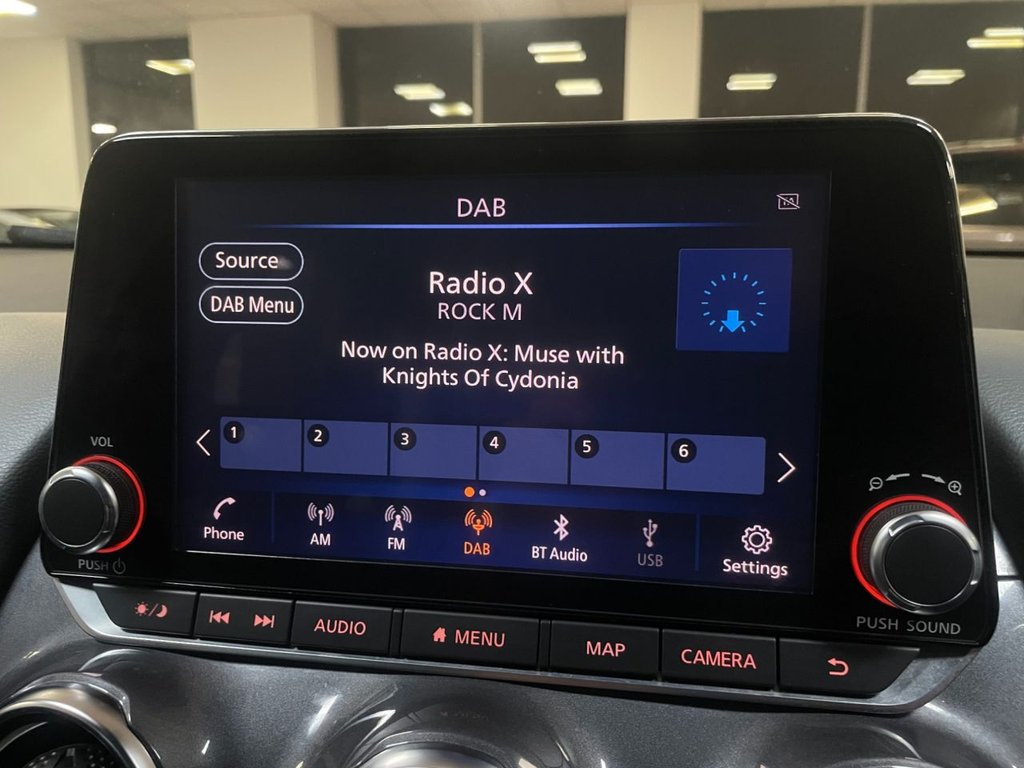 DAB
TA
Source
DAB Menu
Radio X
ROCK M
Now on Radio X: Muse with
Knights Of Cydonia
1 2 3 4 5 6
VOL
PUSH
Phone
AM
FM
DAB
BT Audio
USB
Settings
PUSH SOUND
AUDIO
MENU
MAP
CAMERA